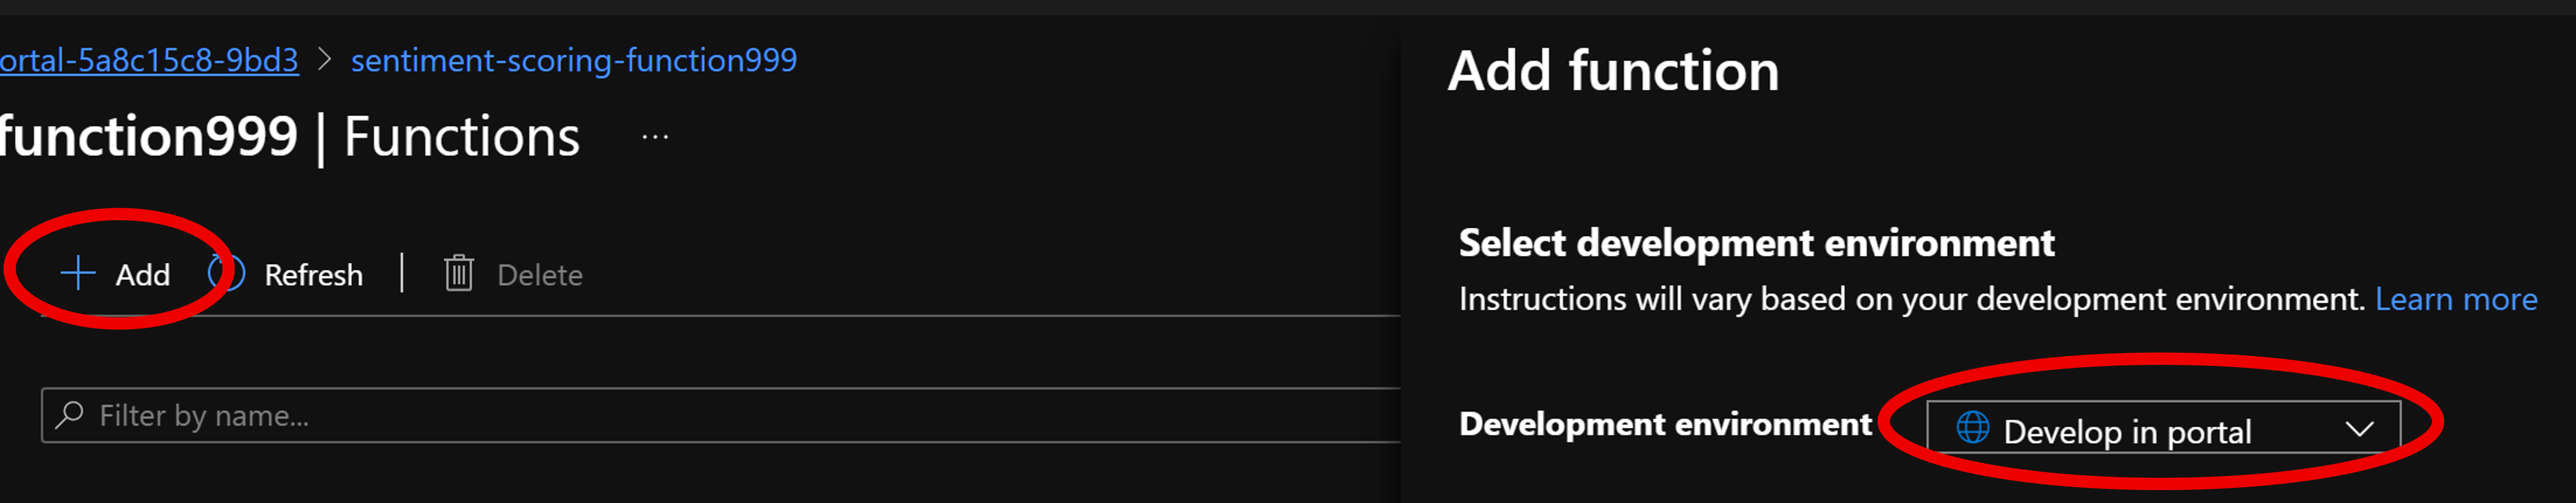 ortal-5a8c15c8-9bd3 > sentiment-scoring-function999
function999 | Functions ...
+ Add Refresh | Delete
Filter by name...
Add function
Select development environment
Instructions will vary based on your development environment. Learn more
Development environment Develop in portal